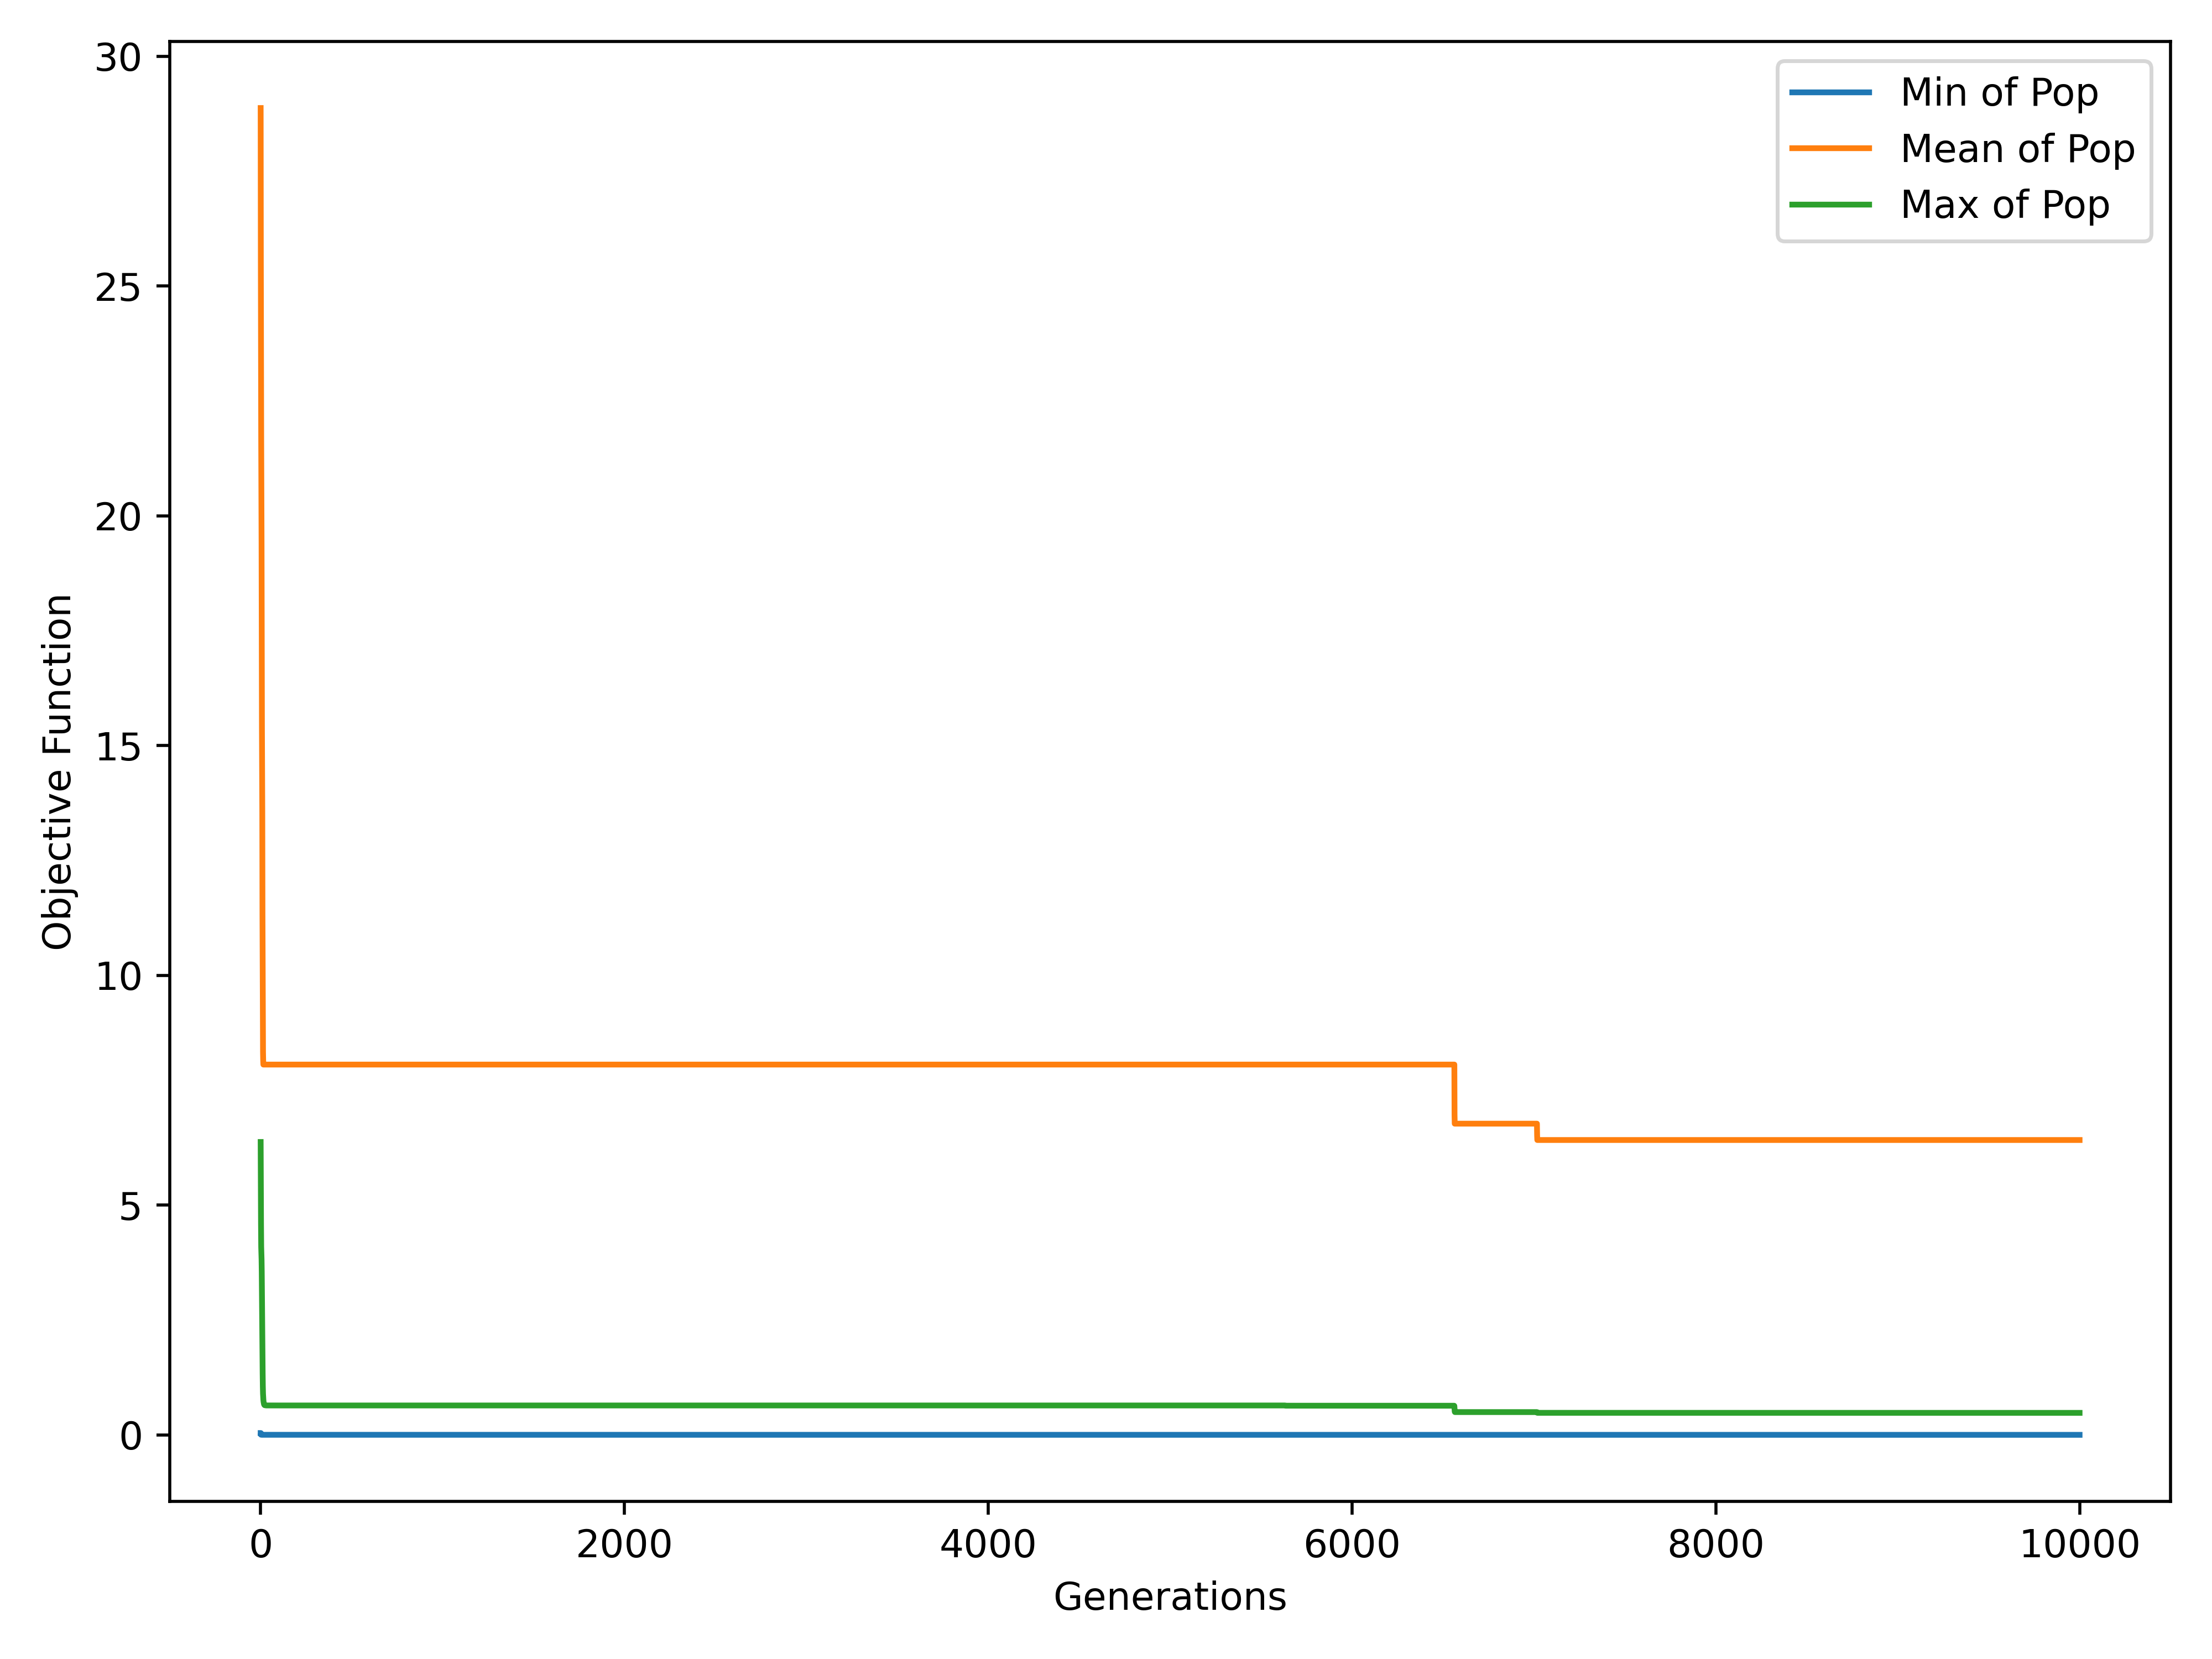 30
25
20
15
10
5
0
Objective Function
0 2000 4000 6000 8000 10000
Generations
Min of Pop
Mean of Pop
Max of Pop